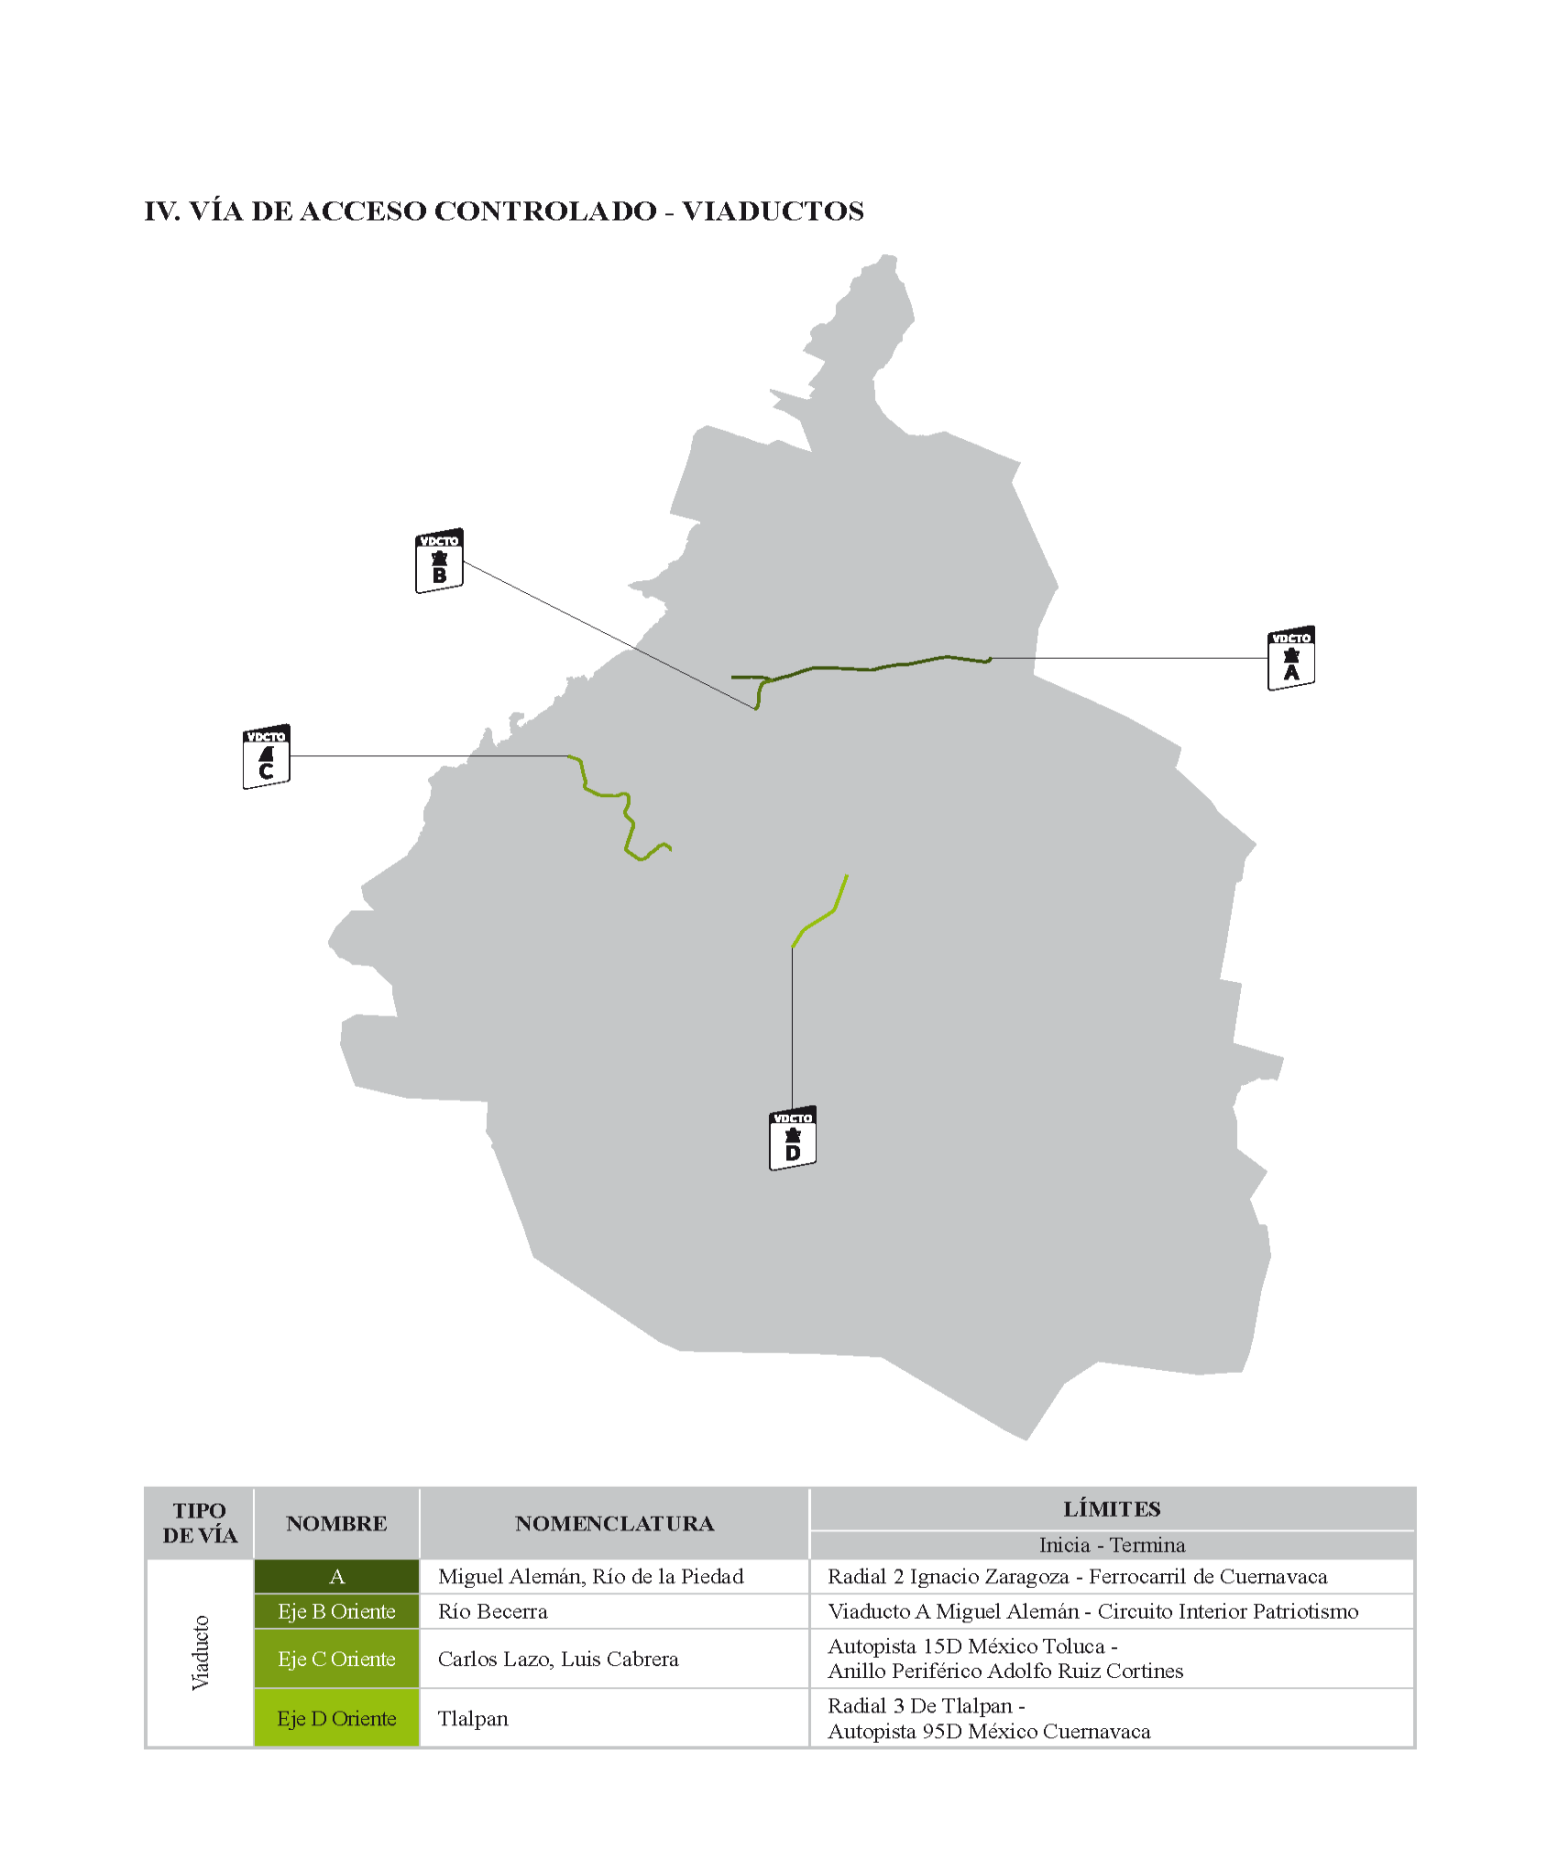 IV. VÍA DE ACCESO CONTROLADO - VIADUCTOS
VDCTO
B
VDCTO
A
VDCTO
C
VDCTO
D
TIPO
DE VÍA
NOMBRE
NOMENCLATURA
LÍMITES
Inicia - Termina
Viaducto
A
Miguel Alemán, Río de la Piedad
Radial 2 Ignacio Zaragoza - Ferrocarril de Cuernavaca
Eje B Oriente
Río Becerra
Viaducto A Miguel Alemán - Circuito Interior Patriotismo
Eje C Oriente
Carlos Lazo, Luis Cabrera
Autopista 15D México Toluca -
Anillo Periférico Adolfo Ruiz Cortines
Eje D Oriente
Tlalpan
Radial 3 De Tlalpan -
Autopista 95D México Cuernavaca